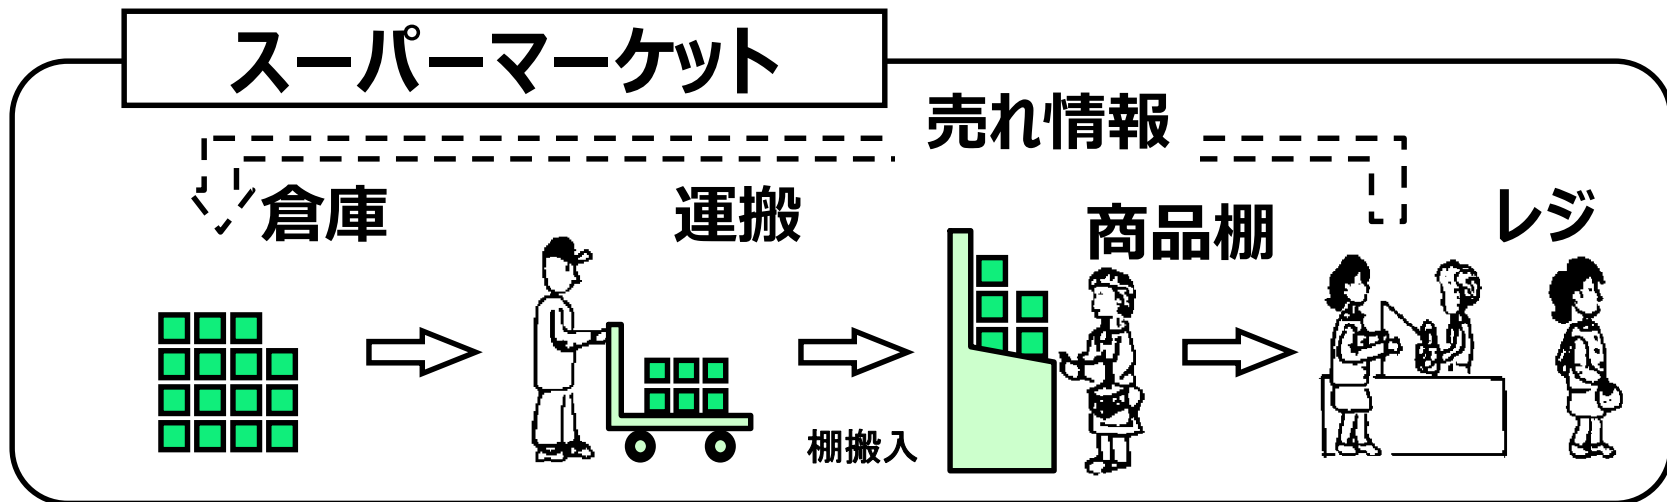 スーパーマーケット
売れ情報
倉庫
運搬
商品棚
レジ
棚搬入